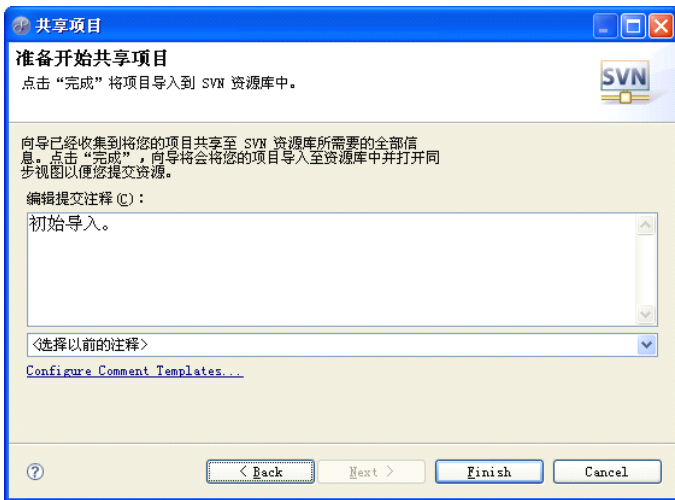 共享项目
准备开始共享项目
点击“完成”将项目导入到 SVN 资源库中。
SVN
向导已经收集到将您的项目共享至 SVN 资源库所需要的全部信
息。点击“完成”,向导将会将您的项目导入至资源库中并打开同
步视图以便您提交资源。
编辑提交注释(C):
初始导入。
<选择以前的注释>
Configure Comment Templates...
?
< Back
Next >
Finish
Cancel